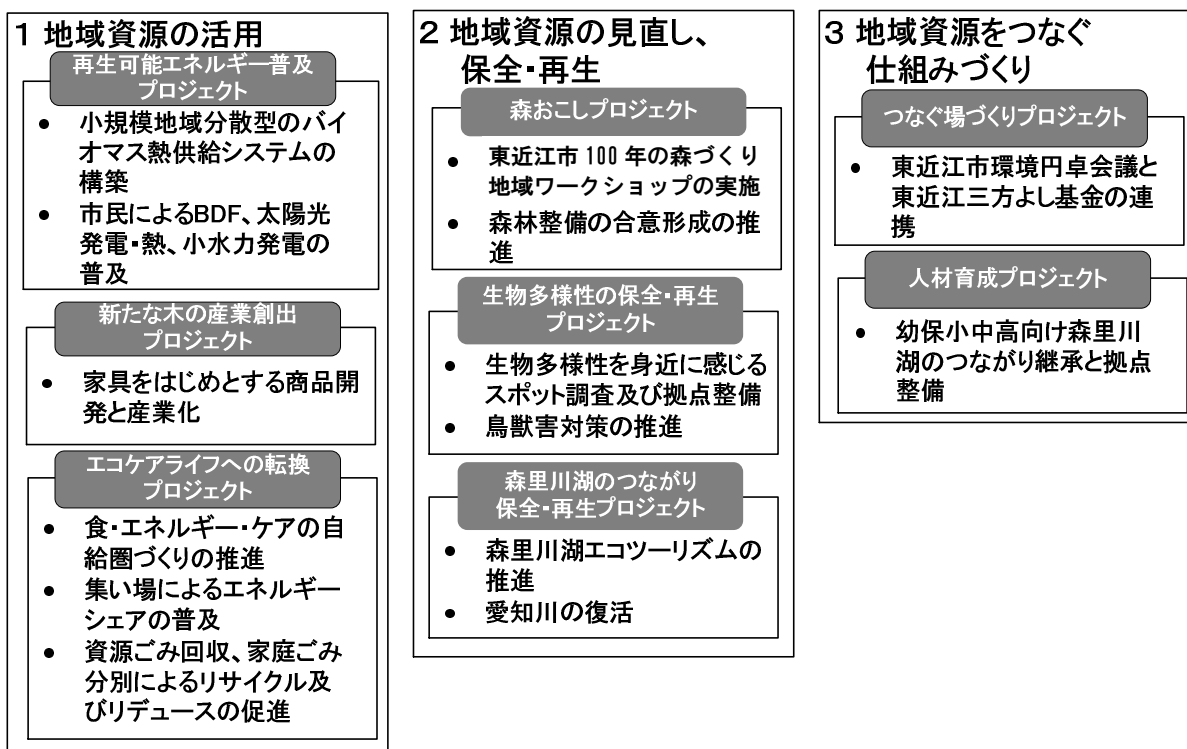 1 地域資源の活用
再生可能エネルギー普及
プロジェクト
● 小規模地域分散型のバイ
オマス熱供給システムの
構築
● 市民によるBDF、太陽光
発電・熱、小水力発電の
普及
新たな木の産業創出
プロジェクト
● 家具をはじめとする商品開
発と産業化
エコケアライフへの転換
プロジェクト
● 食・エネルギー・ケアの自
給圏づくりの推進
● 集い場によるエネルギー
シェアの普及
● 資源ごみ回収、家庭ごみ
分別によるリサイクル及
びリデュースの促進
2 地域資源の見直し、
保全・再生
森おこしプロジェクト
● 東近江市 100 年の森づくり
地域ワークショップの実施
● 森林整備の合意形成の推
進
生物多様性の保全・再生
プロジェクト
● 生物多様性を身近に感じる
スポット調査及び拠点整備
● 鳥獣害対策の推進
森里川湖のつながり
保全・再生プロジェクト
● 森里川湖エコツーリズムの
推進
● 愛知川の復活
3 地域資源をつなぐ
仕組みづくり
つなぐ場づくりプロジェクト
● 東近江市環境円卓会議と
東近江三方よし基金の連
携
人材育成プロジェクト
● 幼保小中高向け森里川
湖のつながり継承と拠点
整備